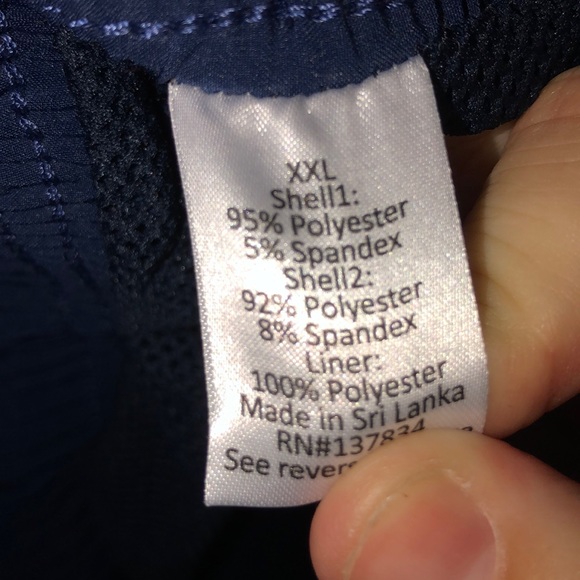 XXL
Shell1:
95% Polyester
5% Spandex
Shell2:
92% Polyester
8% Spandex
Liner:
100% Polyester
Made in Sri Lanka
RN#137834
See